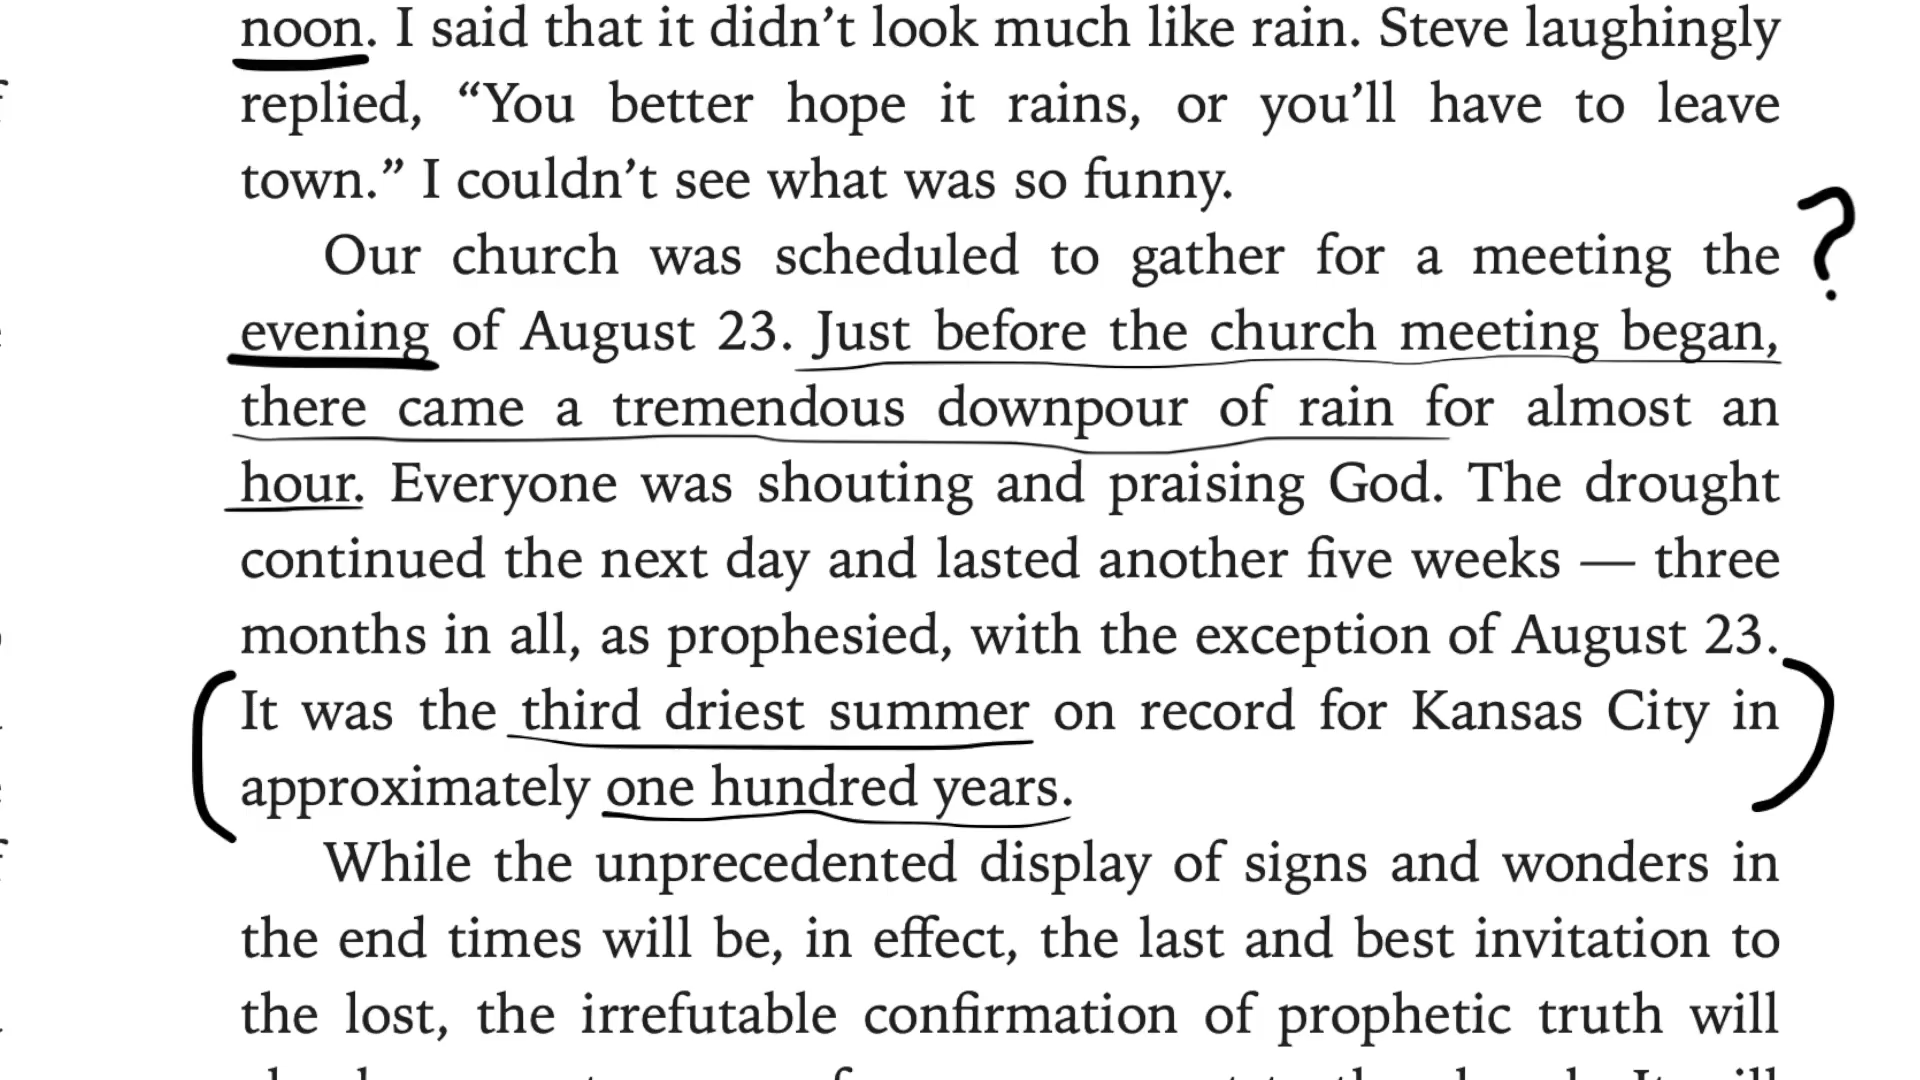 noon. I said that it didn’t look much like rain. Steve laughingly
replied, “You better hope it rains, or you’ll have to leave
town.” I couldn’t see what was so funny.
Our church was scheduled to gather for a meeting the ?
evening of August 23. Just before the church meeting began,
there came a tremendous downpour of rain for almost an
hour. Everyone was shouting and praising God. The drought
continued the next day and lasted another five weeks — three
months in all, as prophesied, with the exception of August 23.
(It was the third driest summer on record for Kansas City in
approximately one hundred years.)
While the unprecedented display of signs and wonders in
the end times will be, in effect, the last and best invitation to
the lost, the irrefutable confirmation of prophetic truth will